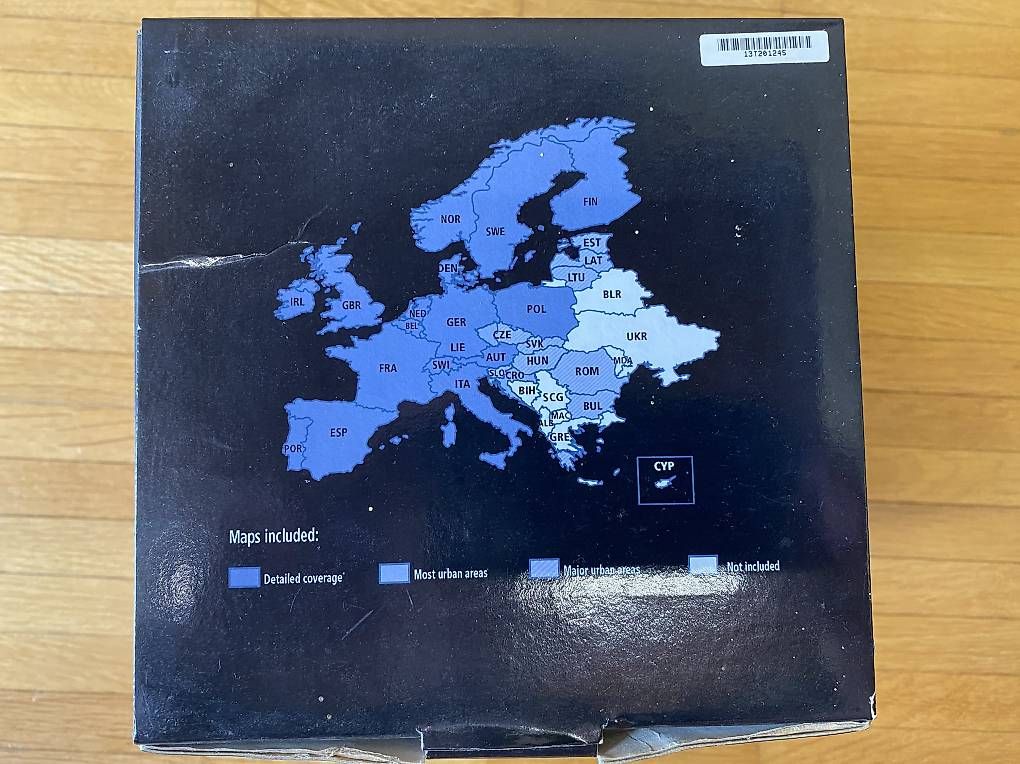 13T201245
FIN
NOR
SWE
EST
LAT
DEN
LTU
BLR
IRL
GBR
NED
BEL
GER
POL
UKR
CZE
LIE
SVK
FRA
SWI
AUT
HUN
MDA
SLO
CRO
ROM
ITA
BIH
SCG
BUL
MAC
ALB
POR
ESP
GRE
CYP
Maps included:
Detailed coverage*
Most urban areas
Major urban areas
Not included